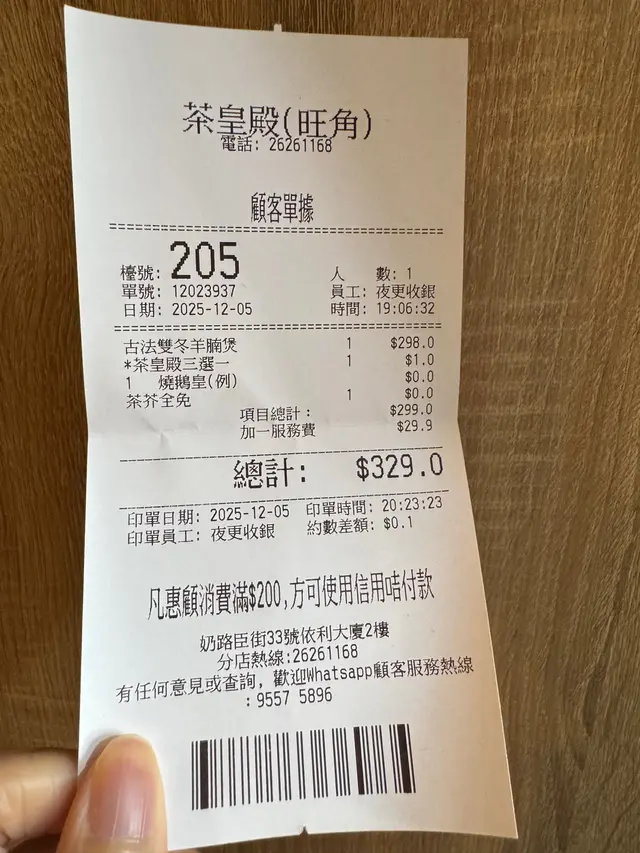 茶皇殿(旺角)
電話: 26261168
顧客單據
檯號: 205 人 數: 1
單號: 12023937 員工: 夜更收銀
日期: 2025-12-05 時間: 19:06:32
古法雙冬羊腩煲 1 $298.0
*茶皇殿三選一 1 $1.0
1 燒鵝皇(例) $0.0
茶芥全免 1 $0.0
項目總計: $299.0
加一服務費 $29.9
總計: $329.0
印單日期: 2025-12-05 印單時間: 20:23:23
印單員工: 夜更收銀 約數差額: $0.1
凡惠顧消費滿$200,方可使用信用咭付款
奶路臣街33號依利大廈2樓
分店熱線:26261168
有任何意見或查詢, 歡迎Whatsapp顧客服務熱線
: 9557 5896